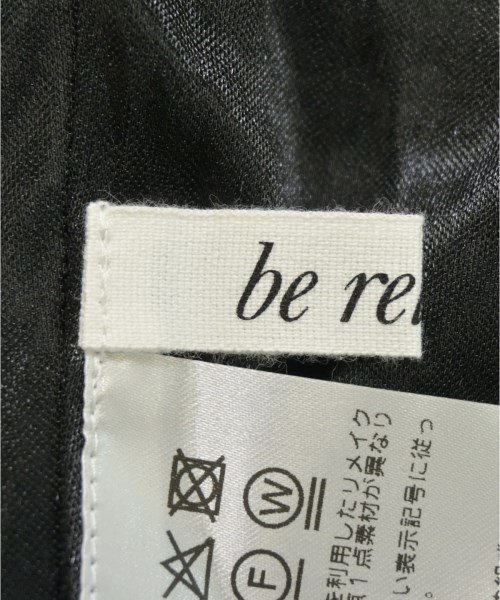 be re
W
F
を利用したリメイク
点1点素材が異なり
い表示記号に従っ